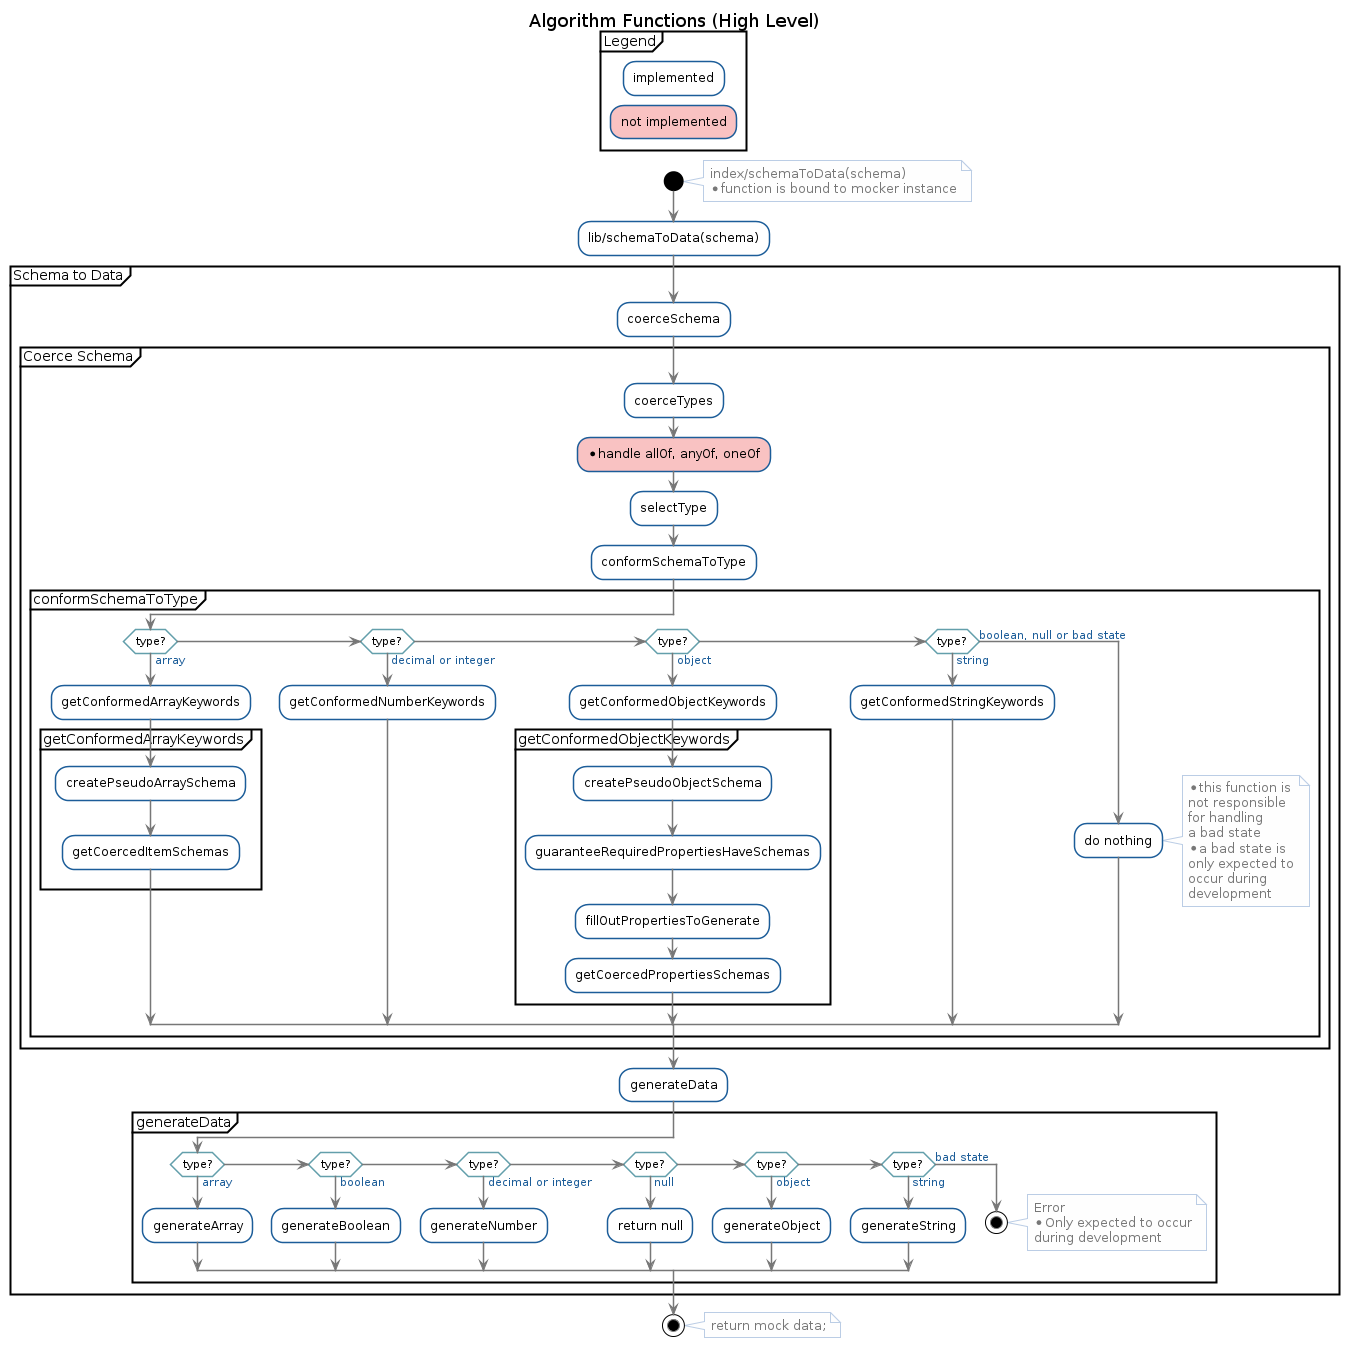 Algorithm Functions (High Level)
Legend
implemented
not implemented
index/schemaToData(schema)
• function is bound to mocker instance
lib/schemaToData(schema)
Schema to Data
coerceSchema
Coerce Schema
coerceTypes
• handle allOf, anyOf, oneOf
selectType
conformSchemaToType
conformSchemaToType
type?
type?
type?
type?
boolean, null or bad state
array
decimal or integer
object
string
getConformedArrayKeywords
getConformedNumberKeywords
getConformedObjectKeywords
getConformedStringKeywords
getConformedArrayKeywords
getConformedObjectKeywords
createPseudoArraySchema
createPseudoObjectSchema
• this function is
not responsible
for handling
a bad state
• a bad state is
only expected to
occur during
development
do nothing
getCoercedItemSchemas
guaranteeRequiredPropertiesHaveSchemas
fillOutPropertiesToGenerate
getCoercedPropertiesSchemas
generateData
generateData
type?
type?
type?
type?
type?
type?
bad state
array
boolean
decimal or integer
null
object
string
generateArray
generateBoolean
generateNumber
return null
generateObject
generateString
Error
• Only expected to occur
during development
return mock data;